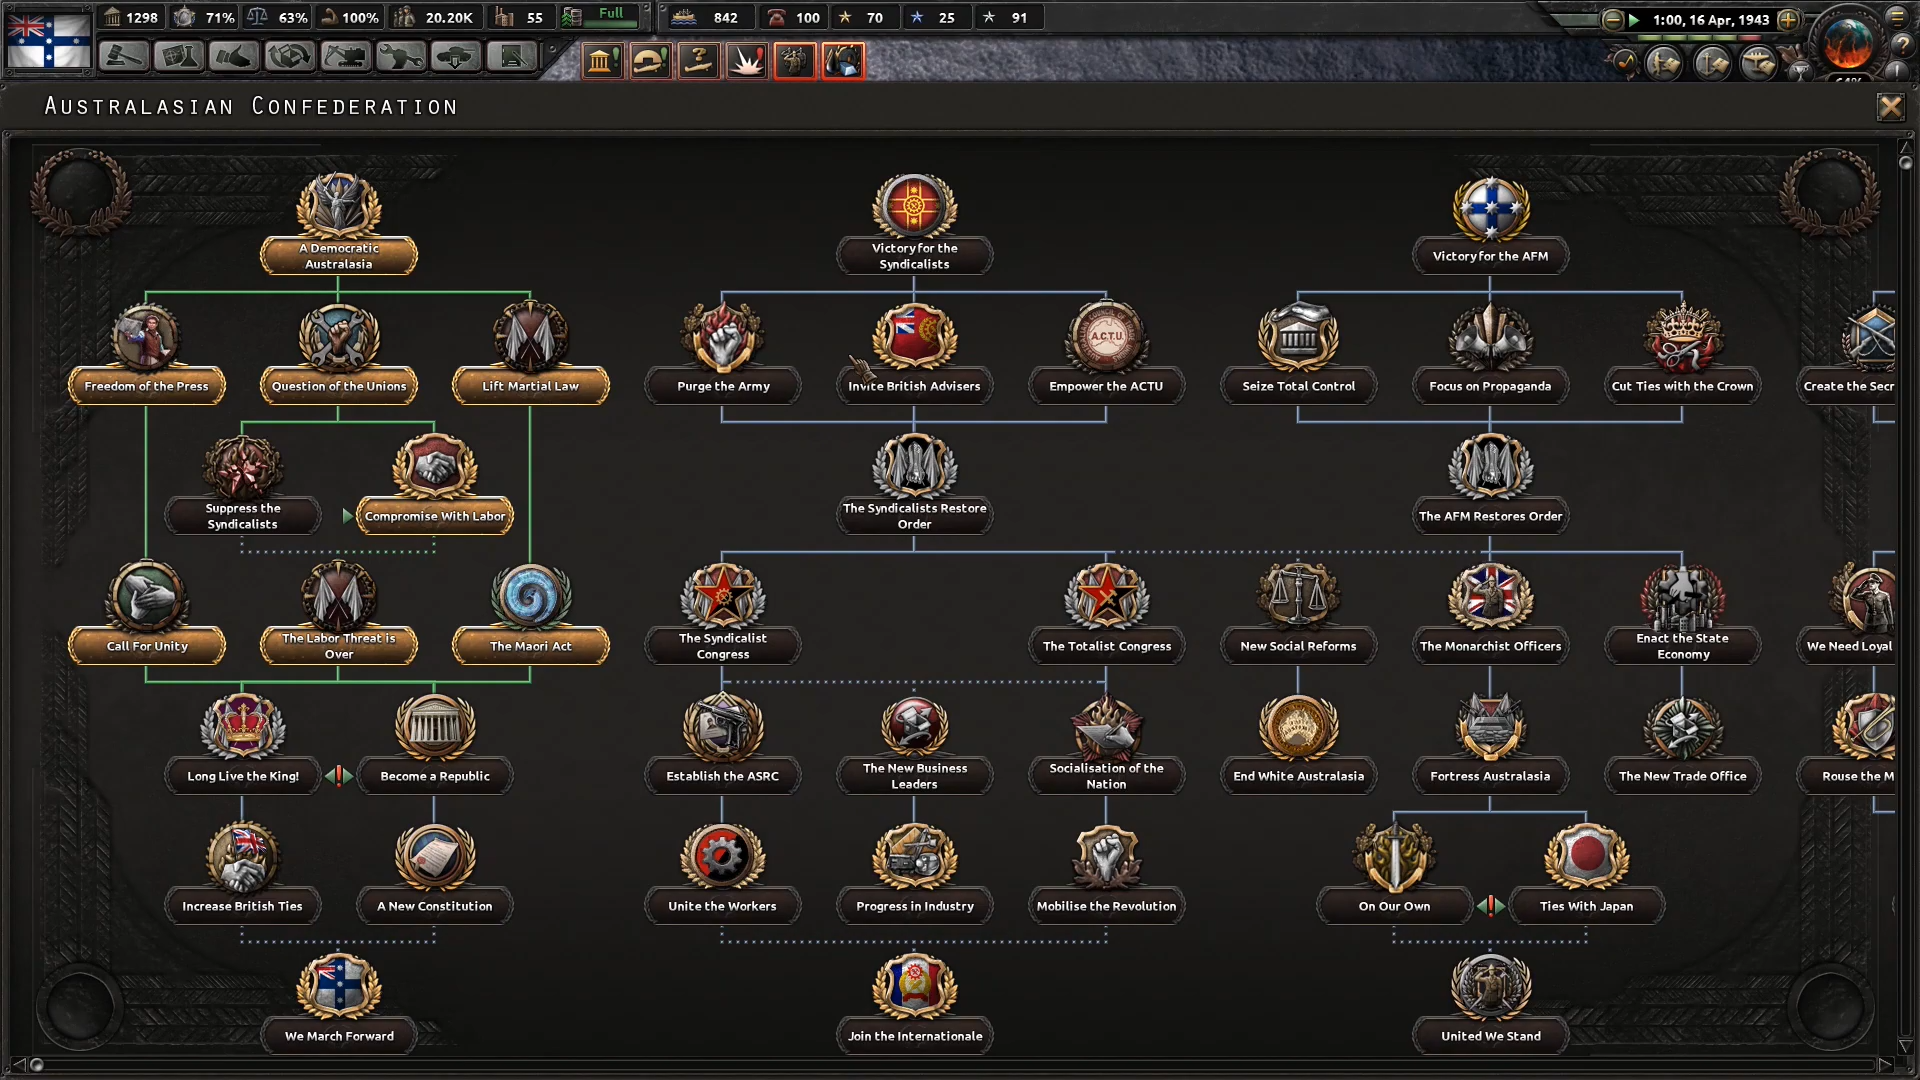 1298
71%
63%
100%
20.20K
55
Full
842
100
70
25
91
1:00, 16 Apr, 1943
Australasian Confederation
A Democratic
Australasia
Victory for the
Syndicalists
Victory for the AFM
Freedom of the Press
Question of the Unions
Lift Martial Law
Purge the Army
Invite British Advisers
A.C.T.U.
Empower the ACTU
Seize Total Control
Focus on Propaganda
Cut Ties with the Crown
Create the Secr
Suppress the
Syndicalists
Compromise With Labor
The Syndicalists Restore
Order
The AFM Restores Order
Call For Unity
The Labor Threat is
Over
The Maori Act
The Syndicalist
Congress
The Totalist Congress
New Social Reforms
The Monarchist Officers
Enact the State
Economy
We Need Loyal
Long Live the King!
Become a Republic
Establish the ASRC
The New Business
Leaders
Socialisation of the
Nation
End White Australasia
Fortress Australasia
The New Trade Office
Rouse the M
Increase British Ties
A New Constitution
Unite the Workers
Progress in Industry
Mobilise the Revolution
On Our Own
Ties With Japan
We March Forward
Join the Internationale
United We Stand